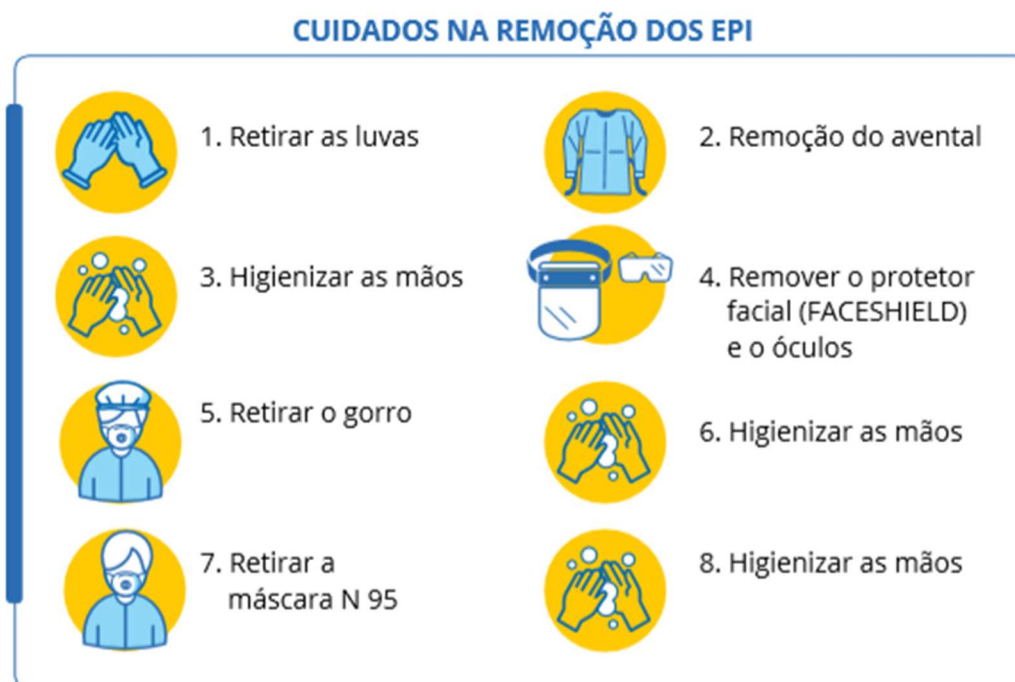 CUIDADOS NA REMOÇÃO DOS EPI
1. Retirar as luvas
2. Remoção do avental
3. Higienizar as mãos
4. Remover o protetor
facial (FACESHIELD)
e o óculos
5. Retirar o gorro
6. Higienizar as mãos
7. Retirar a
máscara N 95
8. Higienizar as mãos